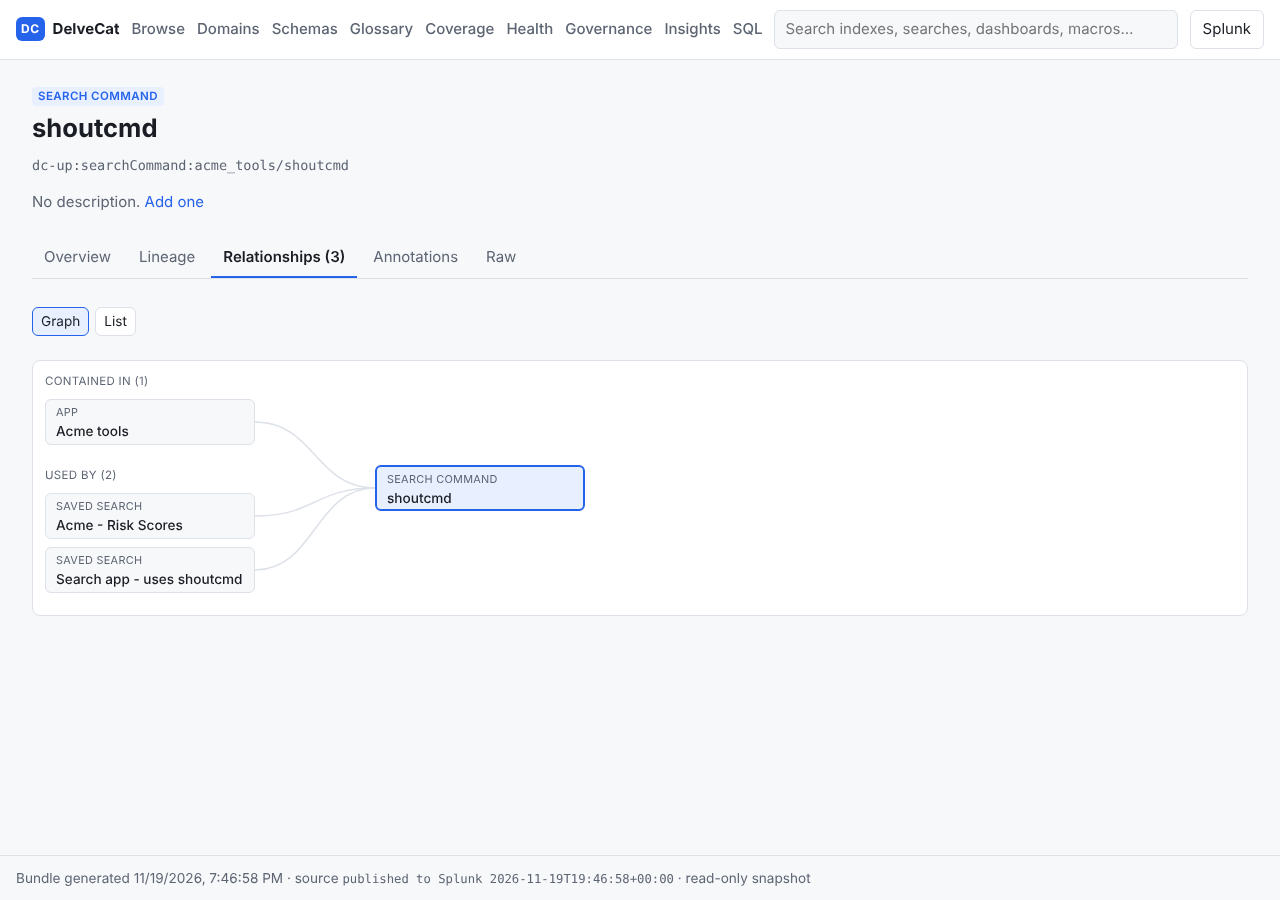 DC DelveCat Browse Domains Schemas Glossary Coverage Health Governance Insights SQL Search indexes, searches, dashboards, macros... Splunk
SEARCH COMMAND
shoutcmd
dc-up:searchCommand:acme_tools/shoutcmd
No description. Add one
Overview Lineage Relationships (3) Annotations Raw
Graph List
CONTAINED IN (1)
APP
Acme tools
USED BY (2)
SAVED SEARCH
Acme - Risk Scores
SAVED SEARCH
Search app - uses shoutcmd
SEARCH COMMAND
shoutcmd
Bundle generated 11/19/2026, 7:46:58 PM · source published to Splunk 2026-11-19T19:46:58+00:00 · read-only snapshot